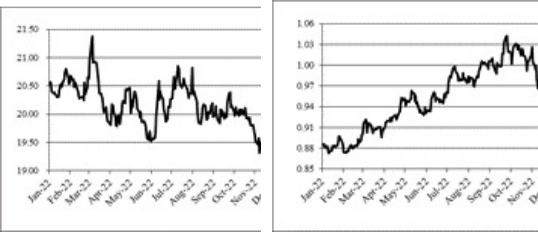 21.50
21.00
20.50
20.00
19.50
19.00
Jan-22
Feb-22
Mar-22
Apr-22
May-22
Jun-22
Jul-22
Aug-22
Sep-22
Oct-22
Nov-22
1.06
1.03
1.00
0.97
0.94
0.91
0.88
0.85
Jan-22
Feb-22
Mar-22
Apr-22
May-22
Jun-22
Jul-22
Aug-22
Sep-22
Oct-22
Nov-22